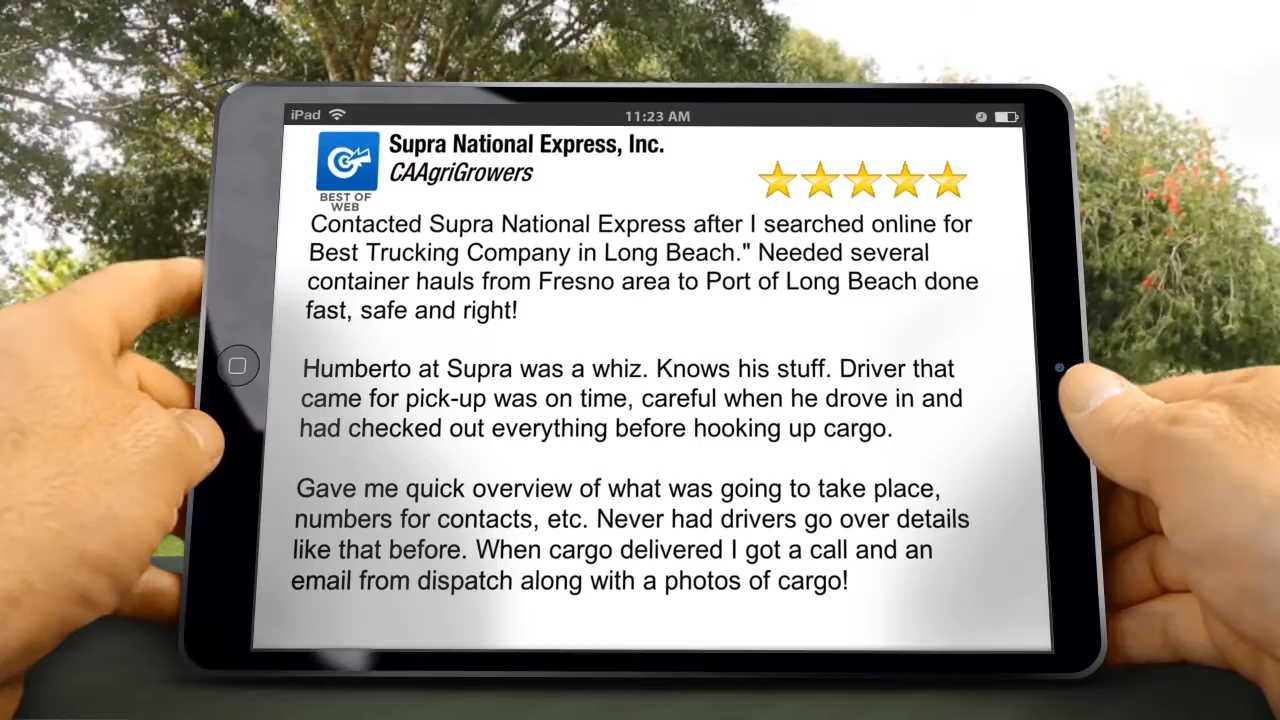 iPad 11:23 AM
Supra National Express, Inc.
CAAgriGrowers
BEST OF
WEB
Contacted Supra National Express after I searched online for
Best Trucking Company in Long Beach." Needed several
container hauls from Fresno area to Port of Long Beach done
fast, safe and right!
Humberto at Supra was a whiz. Knows his stuff. Driver that
came for pick-up was on time, careful when he drove in and
had checked out everything before hooking up cargo.
Gave me quick overview of what was going to take place,
numbers for contacts, etc. Never had drivers go over details
like that before. When cargo delivered I got a call and an
email from dispatch along with a photos of cargo!